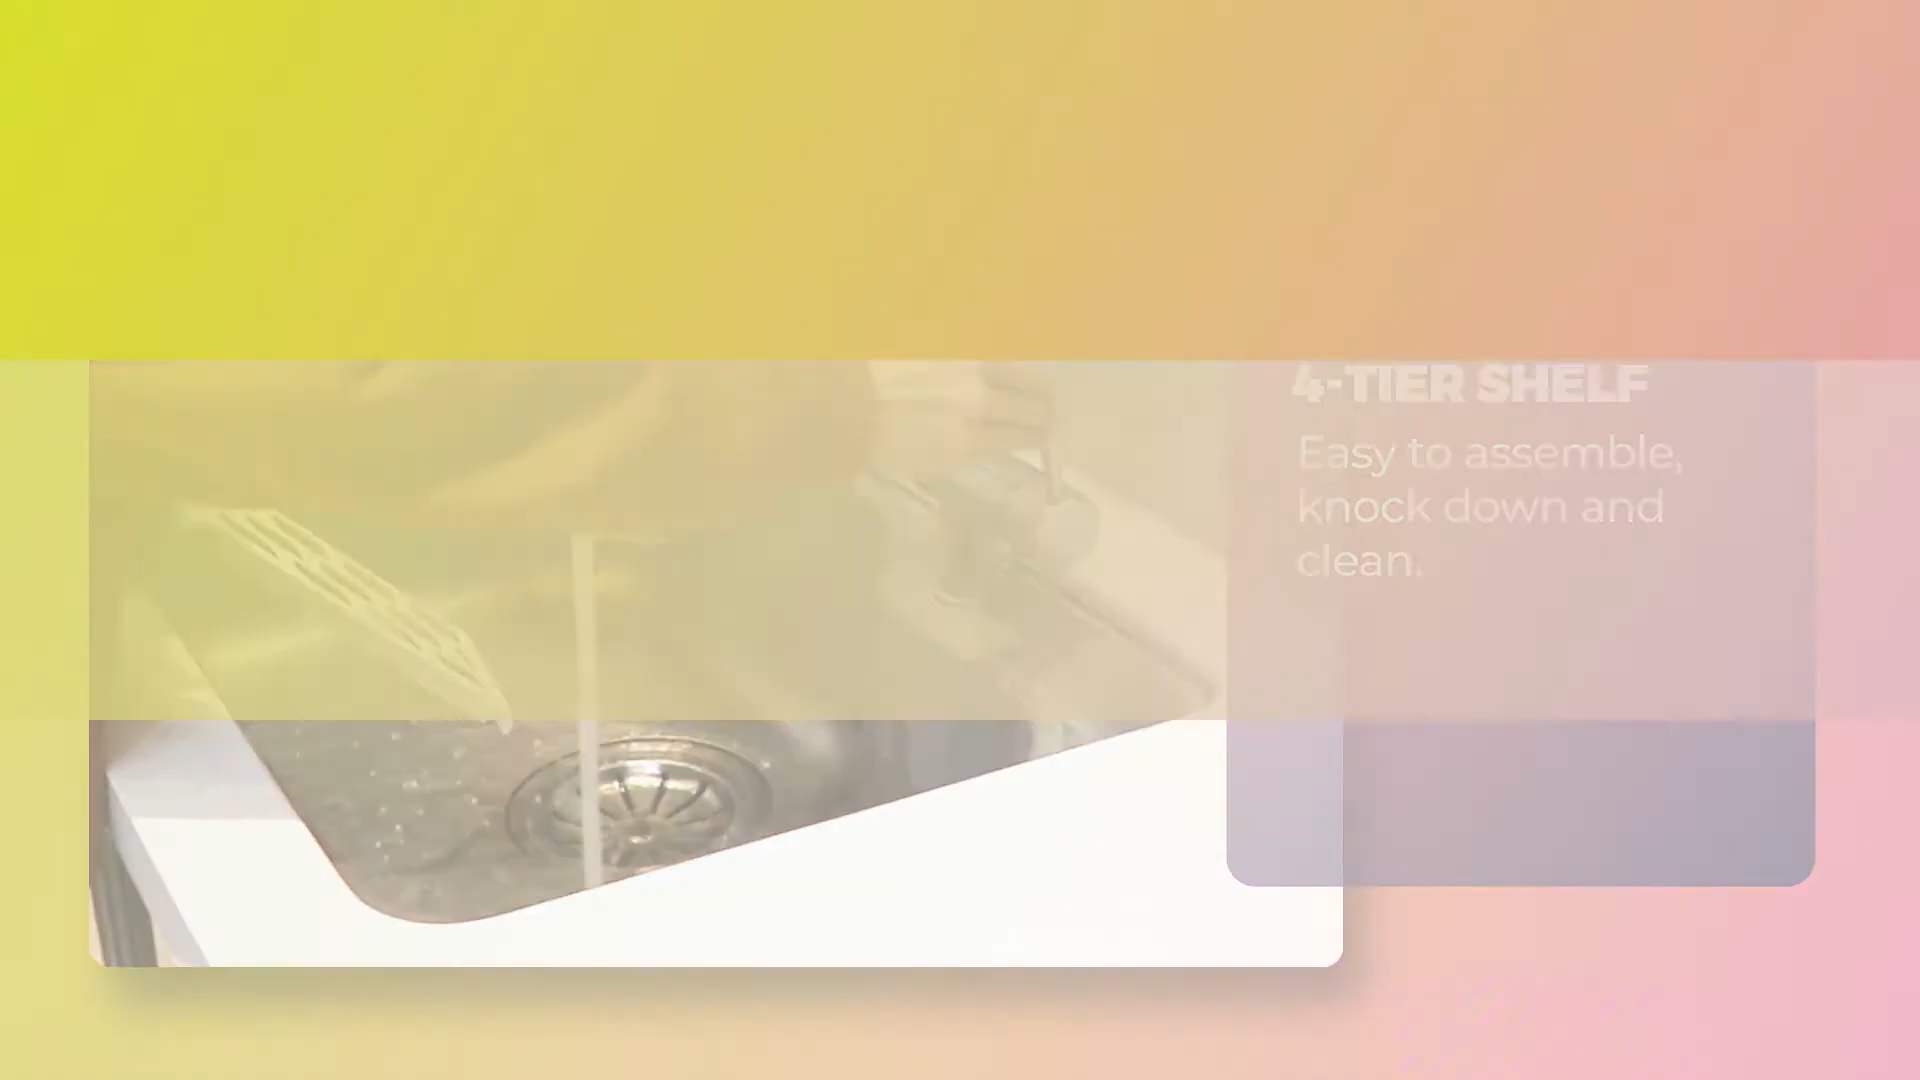 4-TIER SHELF
Easy to assemble,
knock down and
clean.